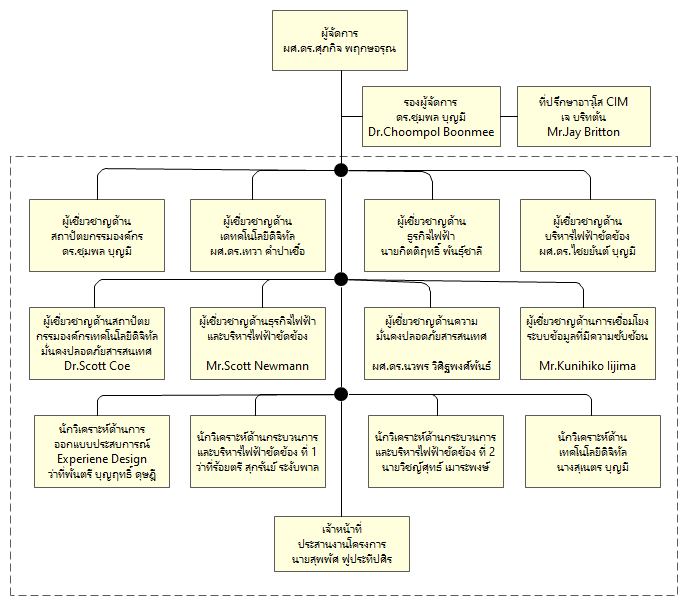 ผู้จัดการ
ผศ.ดร.ศุภกิจ พฤกษอรุณ
รองผู้จัดการ
ดร.ชุมพล บุญมี
Dr.Choompol Boonmee
ที่ปรึกษาอาวุโส CIM
เจ บริทตัน
Mr.Jay Britton
ผู้เชี่ยวชาญด้าน
สถาปัตยกรรมองค์กร
ดร.ชุมพล บุญมี
ผู้เชี่ยวชาญด้าน
เดทคโนโลยีดิจิทัล
ผศ.ดร.เทวา คำปาเชื้อ
ผู้เชี่ยวชาญด้าน
ธุรกิจไฟฟ้า
นายกิตติฤทธิ์ พันธุ์ชาลี
ผู้เชี่ยวชาญด้าน
บริหารไฟฟ้าขัดข้อง
ผศ.ดร.ไชยยันต์ บุญมี
ผู้เชี่ยวชาญด้านสถาปัตย
กรรมองค์กรเทคโนโลยีดิจิทัล
มั่นคงปลอดภัยสารสนเทศ
Dr.Scott Coe
ผู้เชี่ยวชาญด้านธุรกิจไฟฟ้า
และบริหารไฟฟ้าขัดข้อง
Mr.Scott Newmann
ผู้เชี่ยวชาญด้านความ
มั่นคงปลอดภัยสารสนเทศ
ผศ.ดร.นวพร วิศิฐพงศ์พันธ์
ผู้เชี่ยวชาญด้านการเชื่อมโยง
ระบบข้อมูลที่มีความซับซ้อน
Mr.Kunihiko Iijima
นักวิเคราะห์ด้านการ
ออกแบบประสบการณ์
Experiene Design
ว่าที่พันตรี บุญฤทธิ์ ดุษฎี
นักวิเคราะห์ด้านกระบวนการ
และบริหารไฟฟ้าขัดข้อง ที่ 1
ว่าที่ร้อยตรี สุกรันย์ ระงับพาล
นักวิเคราะห์ด้านกระบวนการ
และบริหารไฟฟ้าขัดข้อง ที่ 2
นายวิชญ์ศุทธ์ เมาระพงษ์
นักวิเคราะห์ด้าน
เทคโนโลยีดิจิทัล
นางสุเนตร บุญมี
เจ้าหน้าที่
ประสานงานโครงการ
นายสุพพัศ ฟูประทีปศิร